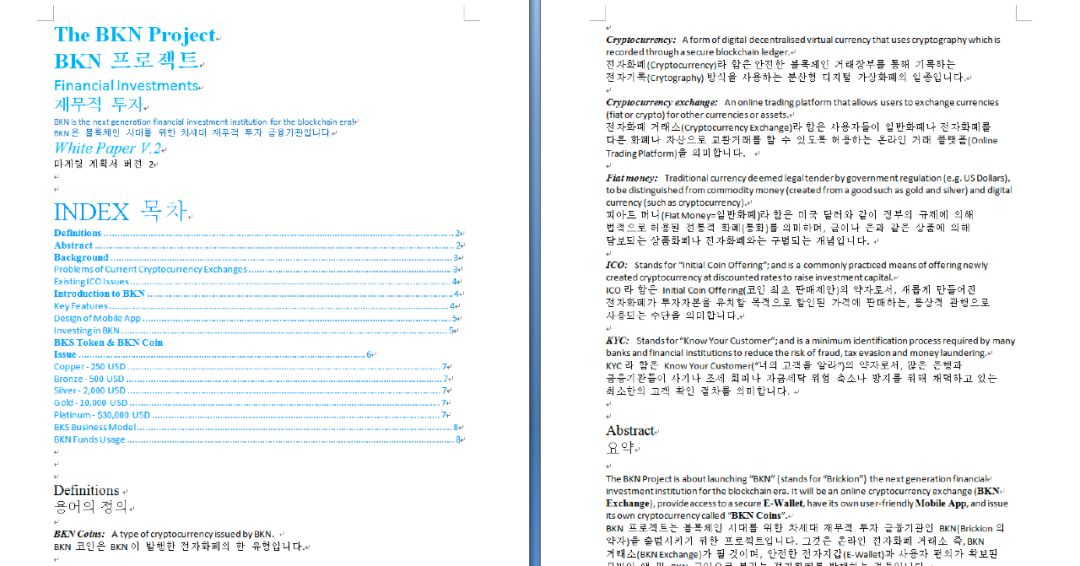 The BKN Project
BKN 프로젝트
Financial Investments
재무적 투자
BKN is the next generation financial investment institution for the blockchain era!
BKN 은 블록체인 시대를 위한 차세대 재무적 투자 금융기관입니다
White Paper V.2
마케팅 계획서 버전 2
INDEX 목차
Definitions 2
Abstract 2
Background 3
Problems of Current Cryptocurrency Exchanges 3
Existing ICO Issues 4
Introduction to BKN 4
Key Features 4
Design of Mobile App 5
Investing in BKN 5
BKS Token & BKN Coin
Issue 6
Copper - 250 USD 7
Bronze - 500 USD 7
Silver - 2,000 USD 7
Gold - 10,000 USD 7
Platinum - $30,000 USD 7
BKS Business Model 8
BKN Funds Usage 8
Definitions
용어의 정의
BKN Coins: A type of cryptocurrency issued by BKN.
BKN 코인은 BKN 이 발행한 전자화폐의 한 유형입니다.
Cryptocurrency: A form of digital decentralised virtual currency that uses cryptography which is
recorded through a secure blockchain ledger.
전자화폐(Cryptocurrency)라 함은 안전한 블록체인 거래장부를 통해 기록하는
전자기록(Crytography) 방식을 사용하는 분산형 디지털 가상화폐의 일종입니다.
Cryptocurrency exchange: An online trading platform that allows users to exchange currencies
(fiat or crypto) for other currencies or assets.
전자화폐 거래소(Cryptocurrency Exchange)라 함은 사용자들이 일반화폐나 전자화폐를
다른 화폐나 자산으로 교환거래를 할 수 있도록 허용하는 온라인 거래 플랫폼(Online
Trading Platform)을 의미합니다.
Fiat money: Traditional currency deemed legal tender by government regulation (e.g. US Dollars),
to be distinguished from commodity money (created from a good such as gold and silver) and digital
currency (such as cryptocurrency).
피아트 머니(Fiat Money=일반화폐)라 함은 미국 달러와 같이 정부의 규제에 의해
법적으로 허용된 전통적 화폐(통화)를 의미하며, 금이나 은과 같은 상품에 의해
담보되는 상품화폐나 전자화폐와는 구별되는 개념입니다.
ICO: Stands for "Initial Coin Offering"; and is a commonly practiced means of offering newly
created cryptocurrency at discounted rates to raise investment capital.
ICO 라 함은 Initial Coin Offering(코인 최초 판매제안)의 약자로서, 새롭게 만들어진
전자화폐가 투자자본을 유치할 목적으로 할인된 가격에 판매하는, 통상적 관행으로
사용되는 수단을 의미합니다.
KYC: Stands for "Know Your Customer"; and is a minimum identification process required by many
banks and financial institutions to reduce the risk of fraud, tax evasion and money laundering.
KYC 라 함은 Know Your Customer("너의 고객을 알라")의 약자로서, 많은 은행과
금융기관들이 사기나 조세 회피나 자금세탁 위험 축소나 방지를 위해 채택하고 있는
최소한의 고객 확인 절차를 의미합니다.
Abstract
요약
The BKN Project is about launching "BKN" (stands for "Brickion") the next generation financial
investment institution for the blockchain era. It will be an online cryptocurrency exchange (BKN
Exchange), provide access to a secure E-Wallet, have its own user-friendly Mobile App, and issue
its own cryptocurrency called "BKN Coins".
BKN 프로젝트는 블록체인 시대를 위한 차세대 재무적 투자 금융기관인 BKN(Brickion 의
약자)을 출범시키기 위한 프로젝트입니다. 그것은 온라인 전자화폐 거래소 즉, BKN
거래소(BKN Exchange)가 될 것이며, 안전한 전자지갑(E-Wallet)과 사용자 편의가 확보된